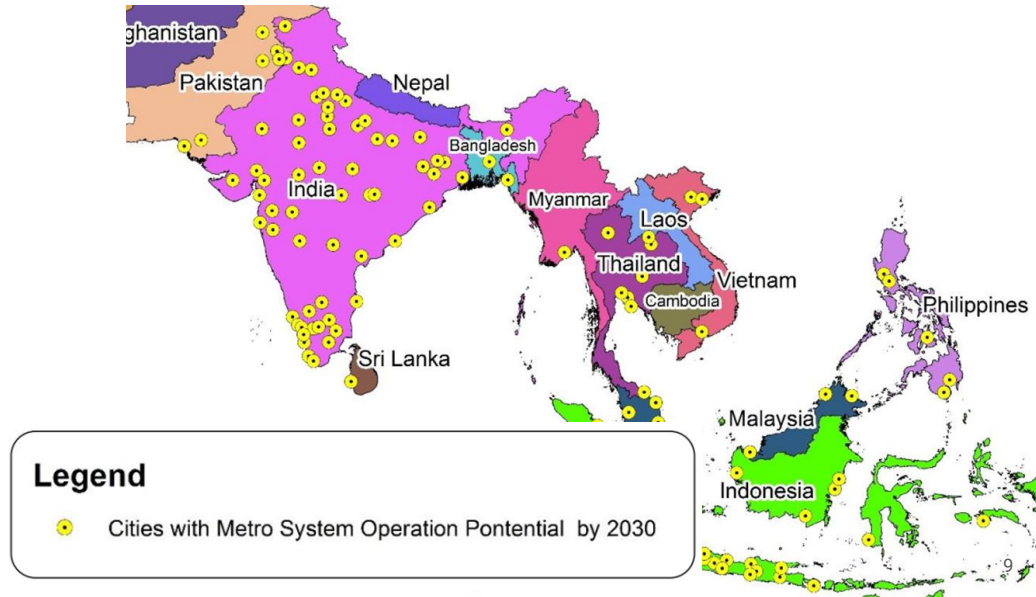 ghanistan
Pakistan
Nepal
Bangladesh
India
Myanmar
Laos
Thailand
Vietnam
Cambodia
Philippines
Sri Lanka
Malaysia
Indonesia
Legend
Cities with Metro System Operation Pontential by 2030
9